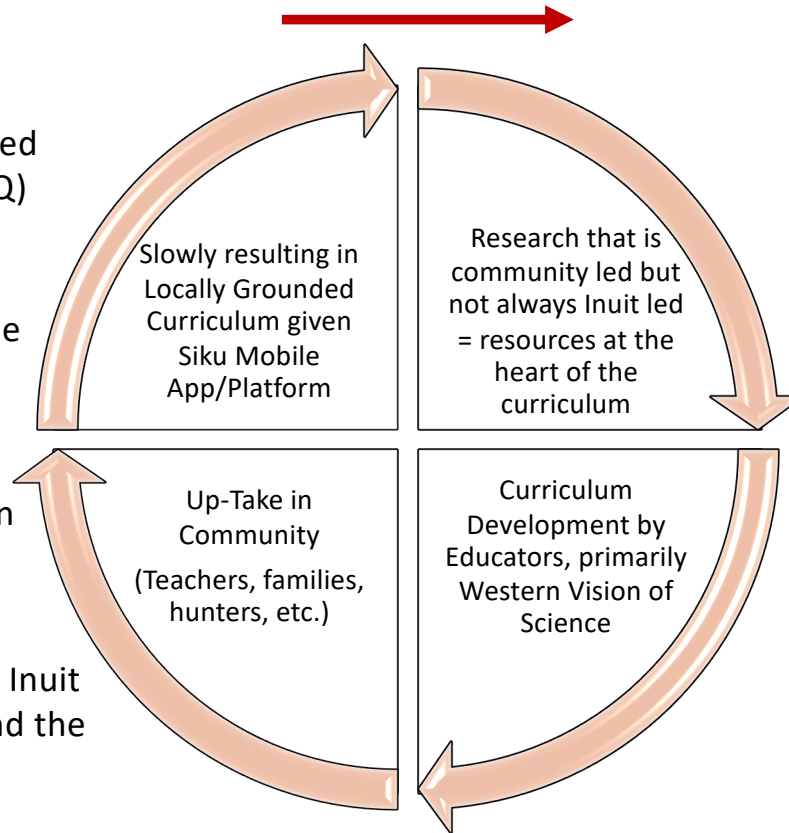 ed
Q)
e
n
Inuit
nd the
Slowly resulting in
Locally Grounded
Curriculum given
Siku Mobile
App/Platform
Research that is
community led but
not always Inuit led
= resources at the
heart of the
curriculum
Up-Take in
Community
(Teachers, families,
hunters, etc.)
Curriculum
Development by
Educators, primarily
Western Vision of
Science